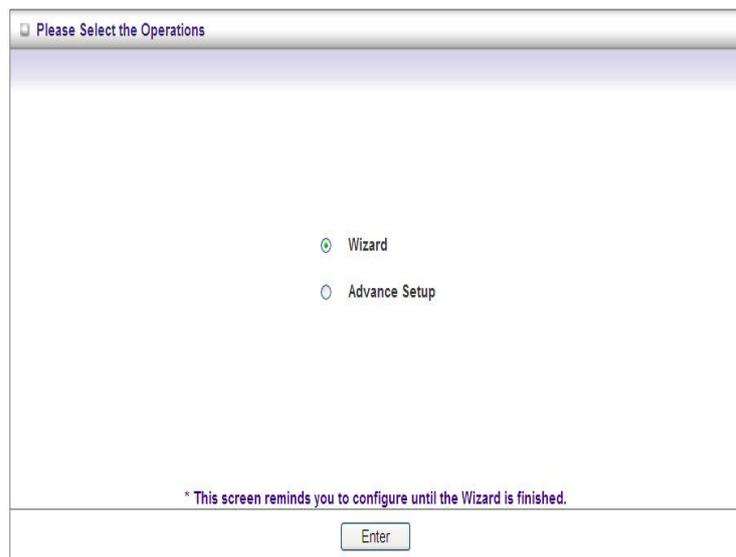 Please Select the Operations
Wizard
Advance Setup
* This screen reminds you to configure until the Wizard is finished.
Enter